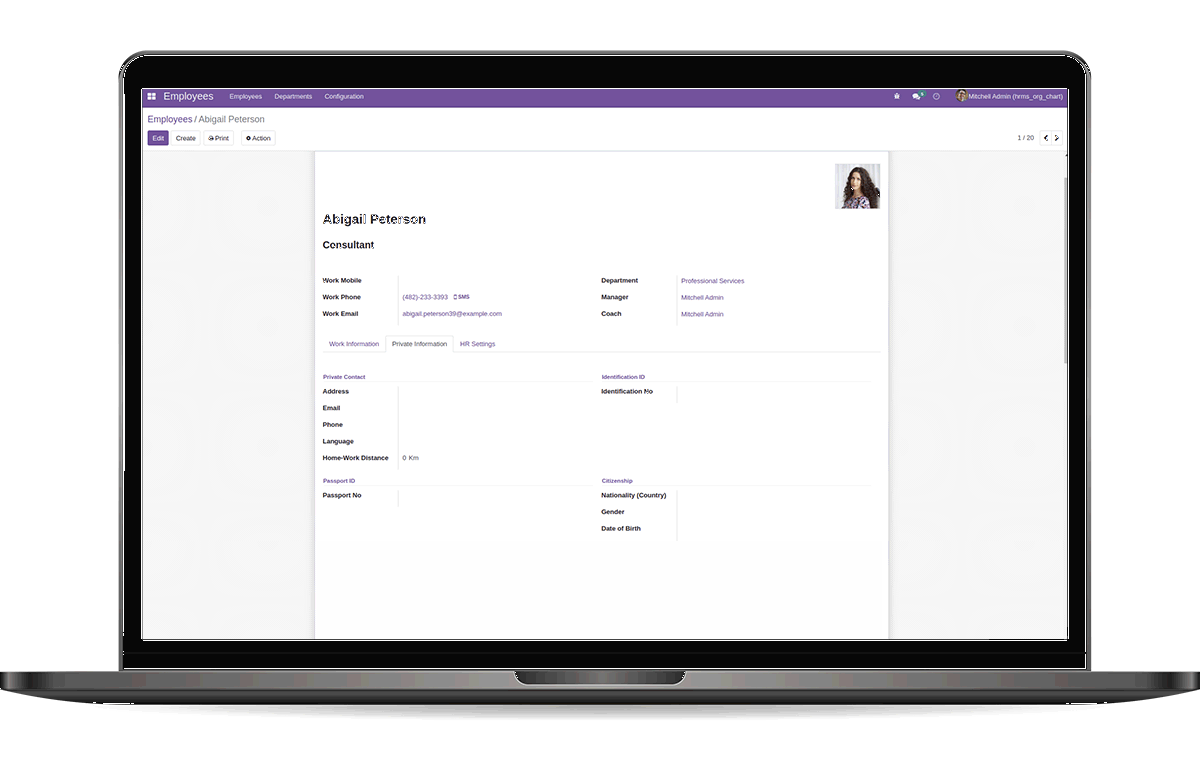 Employees Employees Departments Configuration Mitchell Admin (hrms_org_chart)
Employees / Abigail Peterson
Edit Create Print Action 1 / 20
Abigail Peterson
Consultant
Work Mobile Department Professional Services
Work Phone (482)-233-3393 SMS Manager Mitchell Admin
Work Email abigail.peterson39@example.com Coach Mitchell Admin
Work Information Private Information HR Settings
Private Contact Identification ID
Address Identification No
Email
Phone
Language
Home-Work Distance 0 Km
Passport ID Citizenship
Passport No Nationality (Country)
Gender
Date of Birth